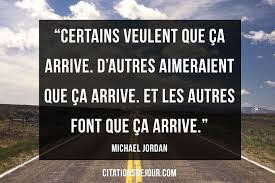 “CERTAINS VEULENT QUE ÇA
ARRIVE. D’AUTRES AIMERAIENT
QUE ÇA ARRIVE. ET LES AUTRES
FONT QUE ÇA ARRIVE.”
MICHAEL JORDAN
CITATIONSDEJOUR.COM